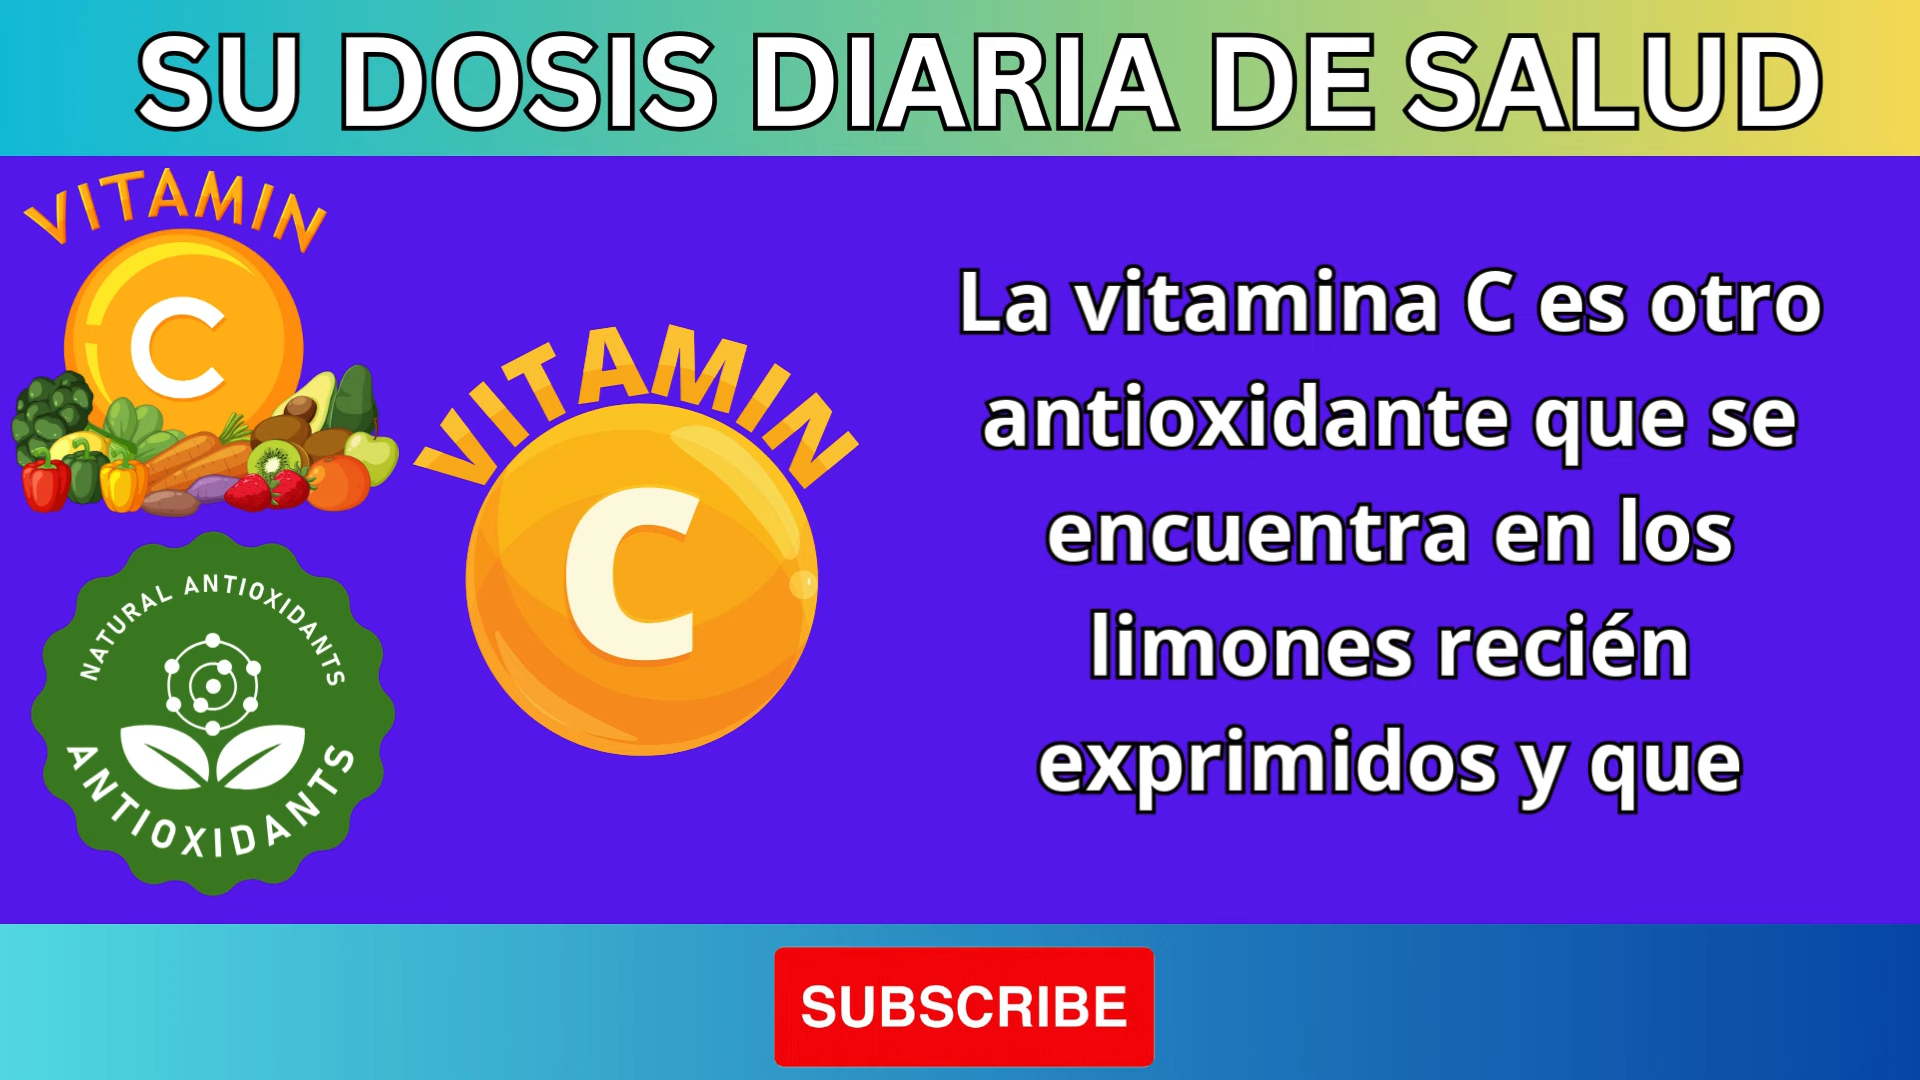 SU DOSIS DIARIA DE SALUD
VITAMIN
C
VITAMIN
C
NATURAL ANTIOXIDANTS
ANTIOXIDANTS
La vitamina C es otro
antioxidante que se
encuentra en los
limones recién
exprimidos y que
SUBSCRIBE